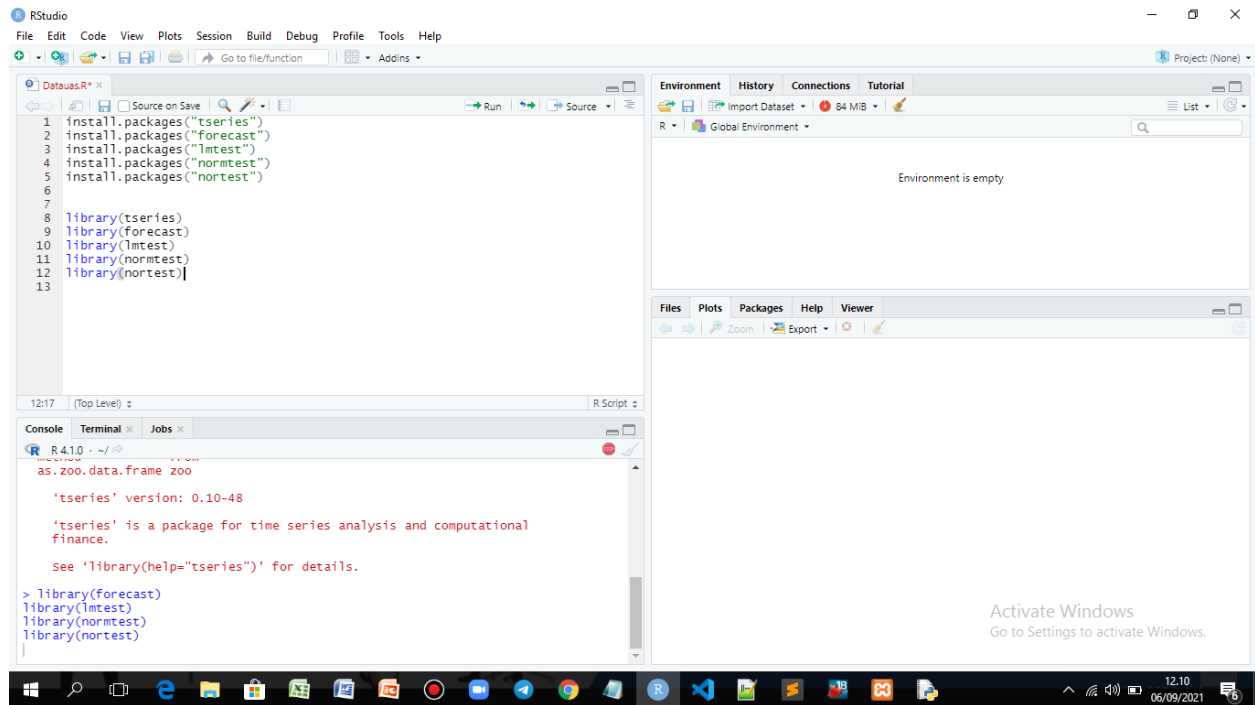 RStudio
File Edit Code View Plots Session Build Debug Profile Tools Help
Go to file/function Addins Project: (None)
Datauas.R*
Source on Save Run Source
1 install.packages("tseries")
2 install.packages("forecast")
3 install.packages("lmtest")
4 install.packages("normtest")
5 install.packages("nortest")
6
7
8 library(tseries)
9 library(forecast)
10 library(lmtest)
11 library(normtest)
12 library(nortest)
13
12:17 (Top Level) R Script
Console Terminal Jobs
R 4.1.0 · ~/
method from
as.zoo.data.frame zoo
‘tseries’ version: 0.10-48
‘tseries’ is a package for time series analysis and computational
finance.
See ‘library(help="tseries")’ for details.
> library(forecast)
library(lmtest)
library(normtest)
library(nortest)
Environment History Connections Tutorial
Import Dataset 84 MiB List
R Global Environment
Environment is empty
Files Plots Packages Help Viewer
Zoom Export
Activate Windows
Go to Settings to activate Windows.
18
12.10
06/09/2021
6